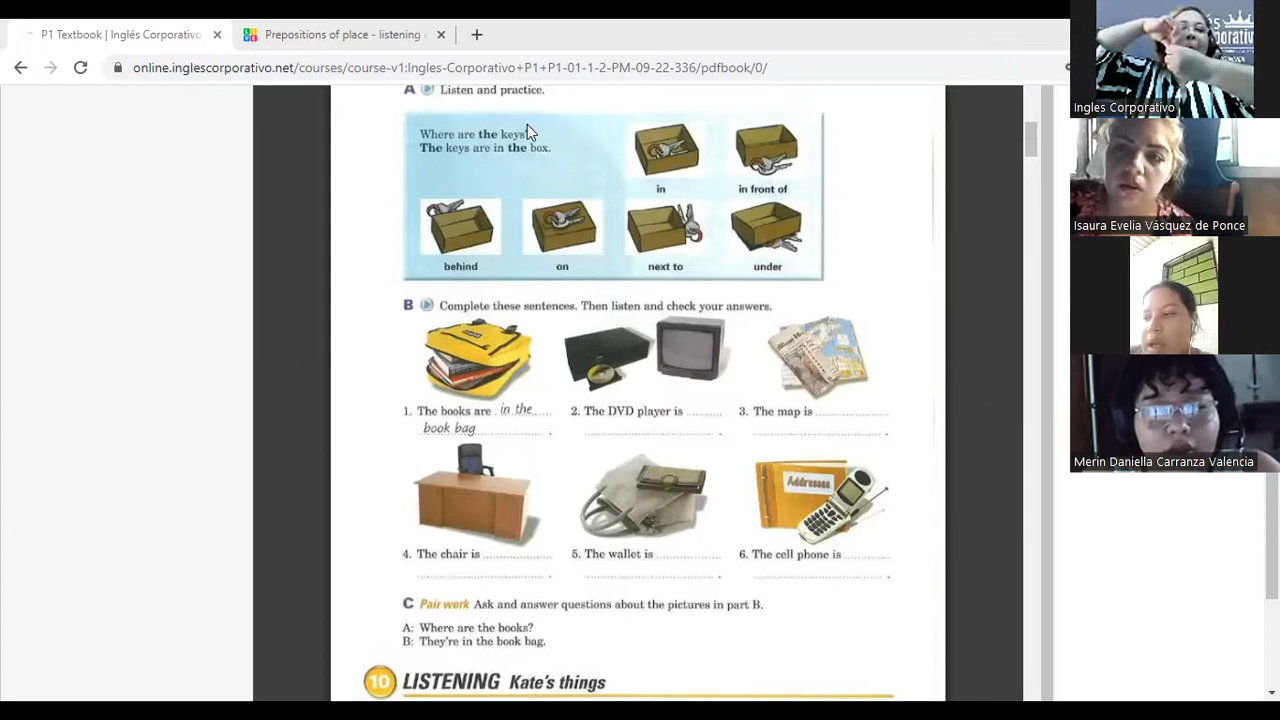 P1 Textbook | Inglés Corporativo
Prepositions of place - listening
online.inglescorporativo.net/courses/course-v1:Ingles-Corporativo+P1+P1-01-1-2-PM-09-22-336/pdfbook/0/
A Listen and practice.
Where are the keys
The keys are in the box.
in
in front of
behind
on
next to
under
B Complete these sentences. Then listen and check your answers.
1. The books are in the
book bag
2. The DVD player is
3. The map is
Addresses
4. The chair is
5. The wallet is
6. The cell phone is
C Pair work Ask and answer questions about the pictures in part B.
A: Where are the books?
B: They're in the book bag.
10 LISTENING Kate's things
Ingles Corporativo
Isaura Evelia Vásquez de Ponce
Merin Daniella Carranza Valencia